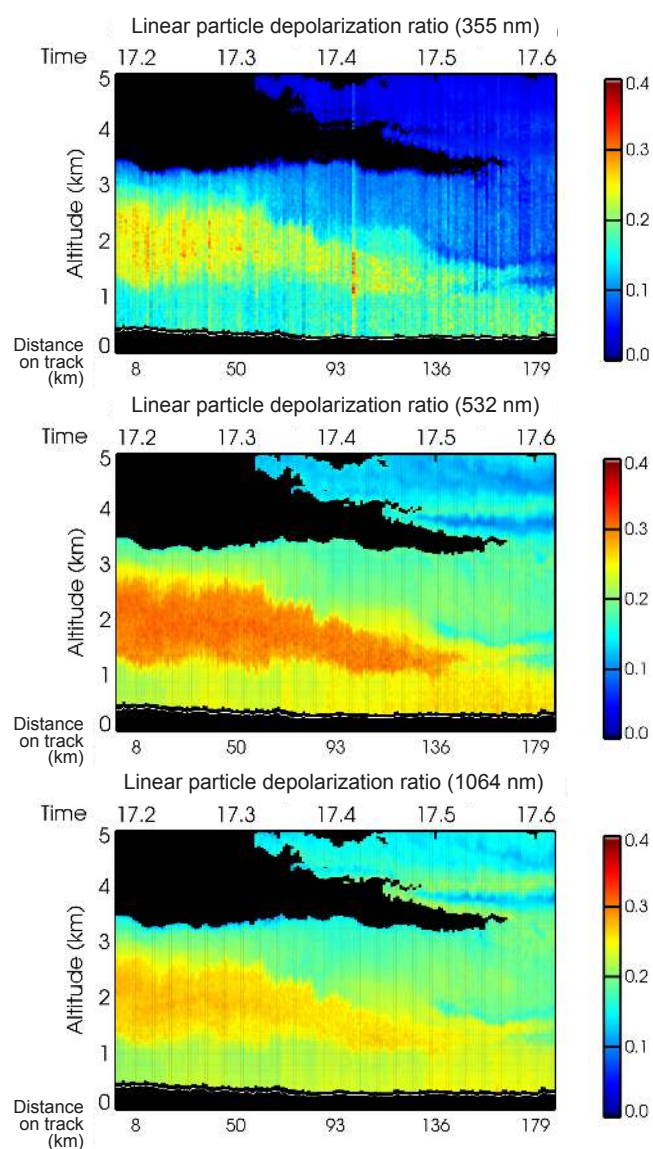 Linear particle depolarization ratio (355 nm)
Time 17.2 17.3 17.4 17.5 17.6
5
4
3
2
1
0
Altitude (km)
0.4
0.3
0.2
0.1
0.0
Distance on track (km)
8 50 93 136 179
Linear particle depolarization ratio (532 nm)
Time 17.2 17.3 17.4 17.5 17.6
5
4
3
2
1
0
Altitude (km)
0.4
0.3
0.2
0.1
0.0
Distance on track (km)
8 50 93 136 179
Linear particle depolarization ratio (1064 nm)
Time 17.2 17.3 17.4 17.5 17.6
5
4
3
2
1
0
Altitude (km)
0.4
0.3
0.2
0.1
0.0
Distance on track (km)
8 50 93 136 179